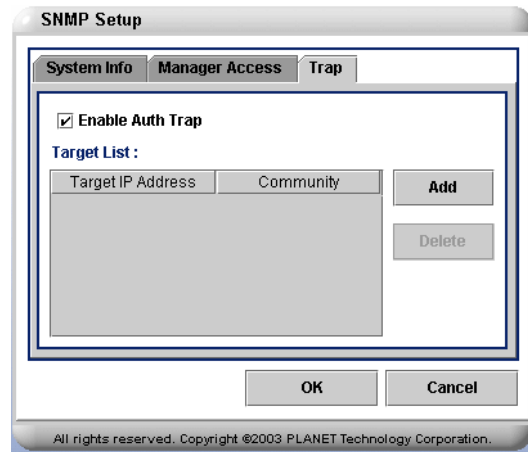 SNMP Setup
System Info Manager Access Trap
Enable Auth Trap
Target List :
Target IP Address Community
Add
Delete
OK Cancel
All rights reserved. Copyright ©2003 PLANET Technology Corporation.